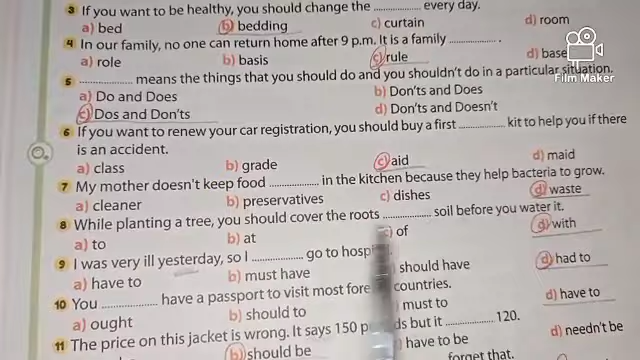 3 If you want to be healthy, you should change the .............. every day.
a) bed b) bedding c) curtain d) room
4 In our family, no one can return home after 9 p.m. It is a family .............. .
a) role b) basis c) rule d) base
Film Maker
5 .............. means the things that you should do and you shouldn't do in a particular situation.
a) Do and Does b) Don'ts and Does
c) Dos and Don'ts d) Don'ts and Doesn't
6 If you want to renew your car registration, you should buy a first .............. kit to help you if there
is an accident.
a) class b) grade c) aid d) maid
7 My mother doesn't keep food .............. in the kitchen because they help bacteria to grow.
a) cleaner b) preservatives c) dishes d) waste
8 While planting a tree, you should cover the roots .............. soil before you water it.
a) to b) at c) of d) with
9 I was very ill yesterday, so I .............. go to hosp
a) have to b) must have should have d) had to
10 You .............. have a passport to visit most fore countries.
a) ought b) should to must to d) have to
11 The price on this jacket is wrong. It says 150 p ds but it .............. 120.
b) should be have to be d) needn't be
forget that.